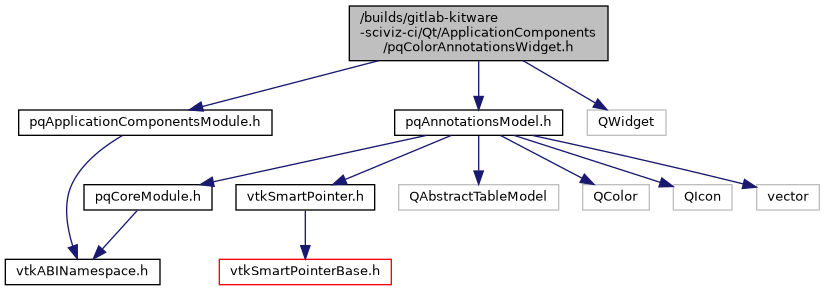 /builds/gitlab-kitware
-sciviz-ci/Qt/ApplicationComponents
/pqColorAnnotationsWidget.h
pqApplicationComponentsModule.h
pqAnnotationsModel.h
QWidget
pqCoreModule.h
vtkSmartPointer.h
QAbstractTableModel
QColor
QIcon
vector
vtkABINamespace.h
vtkSmartPointerBase.h